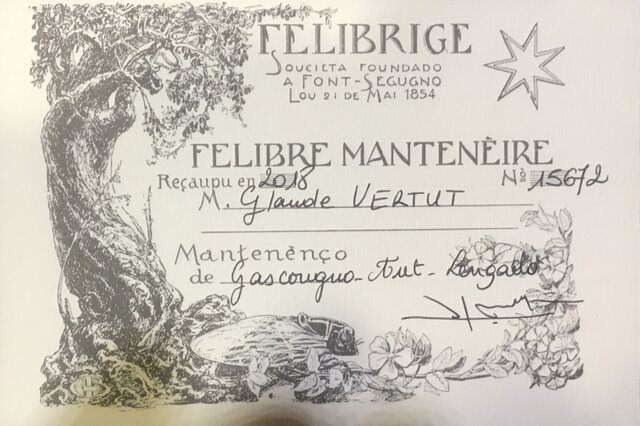 FELIBRIGE
SOUCIETA FOUNDADO
A FONT-SEGUGNO
LOU 21 DE MAI 1854
FELIBRE MANTENÈIRE
Reçaupu en 2018 Nº 15672
M. Glaude VERTUT
Mantenènço
de Gascougno-Aut-Lengadò